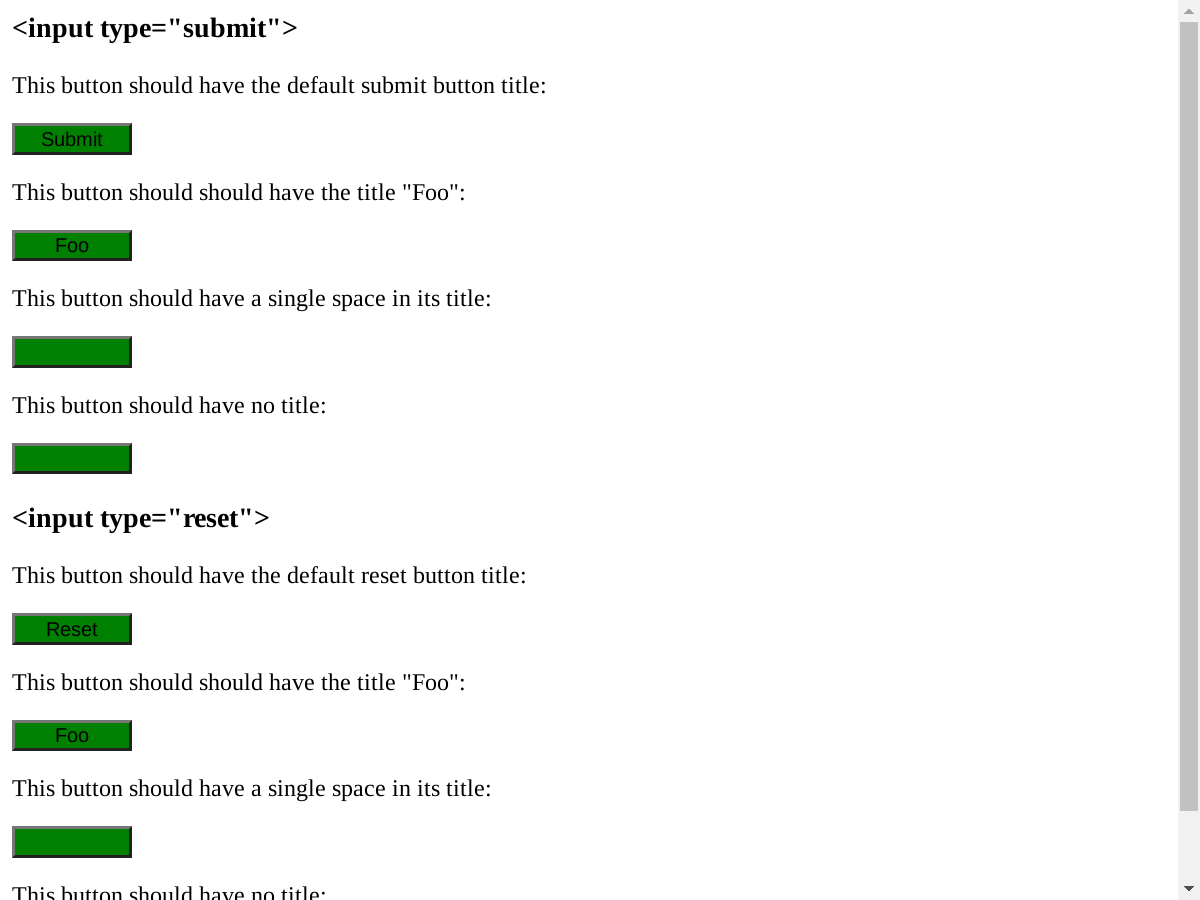 <input type="submit">
This button should have the default submit button title:
Submit
This button should should have the title "Foo":
Foo
This button should have a single space in its title:
This button should have no title:
<input type="reset">
This button should have the default reset button title:
Reset
This button should should have the title "Foo":
Foo
This button should have a single space in its title:
This button should have no title: